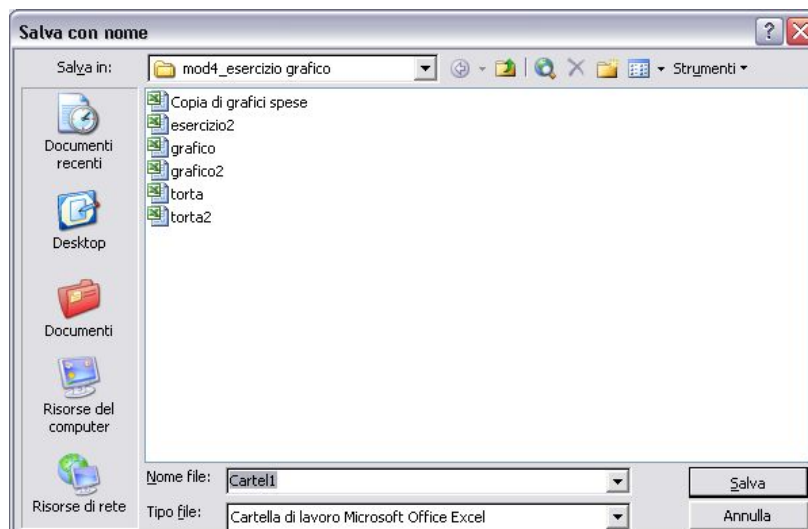 Salva con nome
Salva in:
mod4_esercizio grafico
Strumenti
Copia di grafici spese
esercizio2
grafico
grafico2
torta
torta2
Documenti
recenti
Desktop
Documenti
Risorse del
computer
Risorse di rete
Nome file:
Cartel1
Salva
Tipo file:
Cartella di lavoro Microsoft Office Excel
Annulla